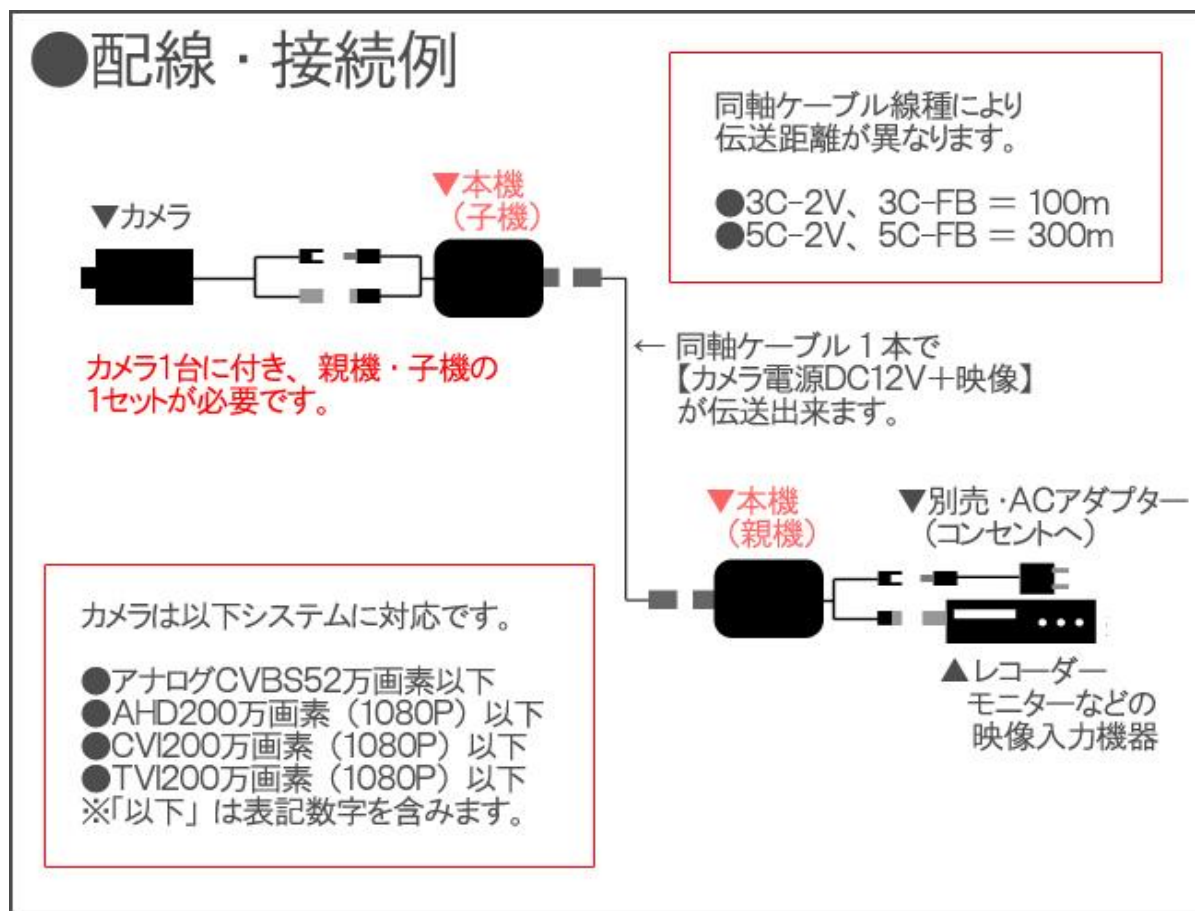 ●配線・接続例
同軸ケーブル線種により
伝送距離が異なります。
●3C-2V、3C-FB = 100m
●5C-2V、5C-FB = 300m
▼カメラ
▼本機
(子機)
カメラ1台に付き、親機・子機の
1セットが必要です。
← 同軸ケーブル1本で
【カメラ電源DC12V+映像】
が伝送出来ます。
▼本機
(親機)
▼別売・ACアダプター
(コンセントへ)
▲レコーダー
モニターなどの
映像入力機器
カメラは以下システムに対応です。
●アナログCVBS52万画素以下
●AHD200万画素(1080P)以下
●CVI200万画素(1080P)以下
●TVI200万画素(1080P)以下
※「以下」は表記数字を含みます。